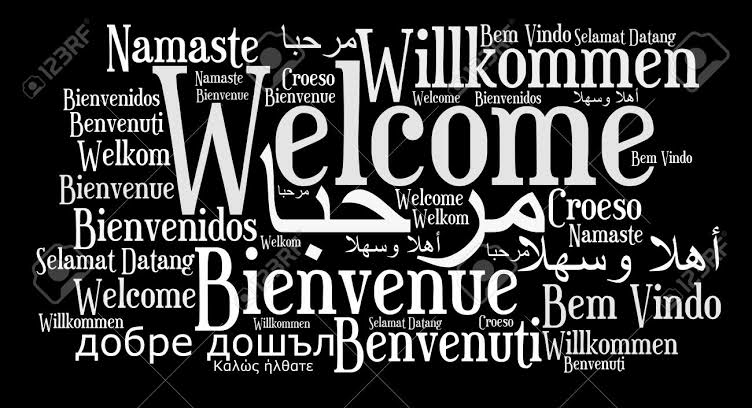 Namaste مرحبا Willkommen Bem Vindo Selamat Datang
Namaste Croeso
Bienvenidos Bienvenue Bienvenue Welcome Bienvenidos أهلا وسهلا
Benvenuti Welcome
Welkom Bem Vindo
Bienvenue مرحبا مرحبا Welcome Croeso
Bienvenidos Welkom Namaste
Selamat Datang Welkom أهلا وسهلا مرحبا أهلا وسهلا
Welcome Bienvenue Bem Vindo
Willkommen Willkommen Selamat Datang Croeso
добре дошъл Benvenuti Willkommen
Καλώς ήλθατε Benvenuti
123RF